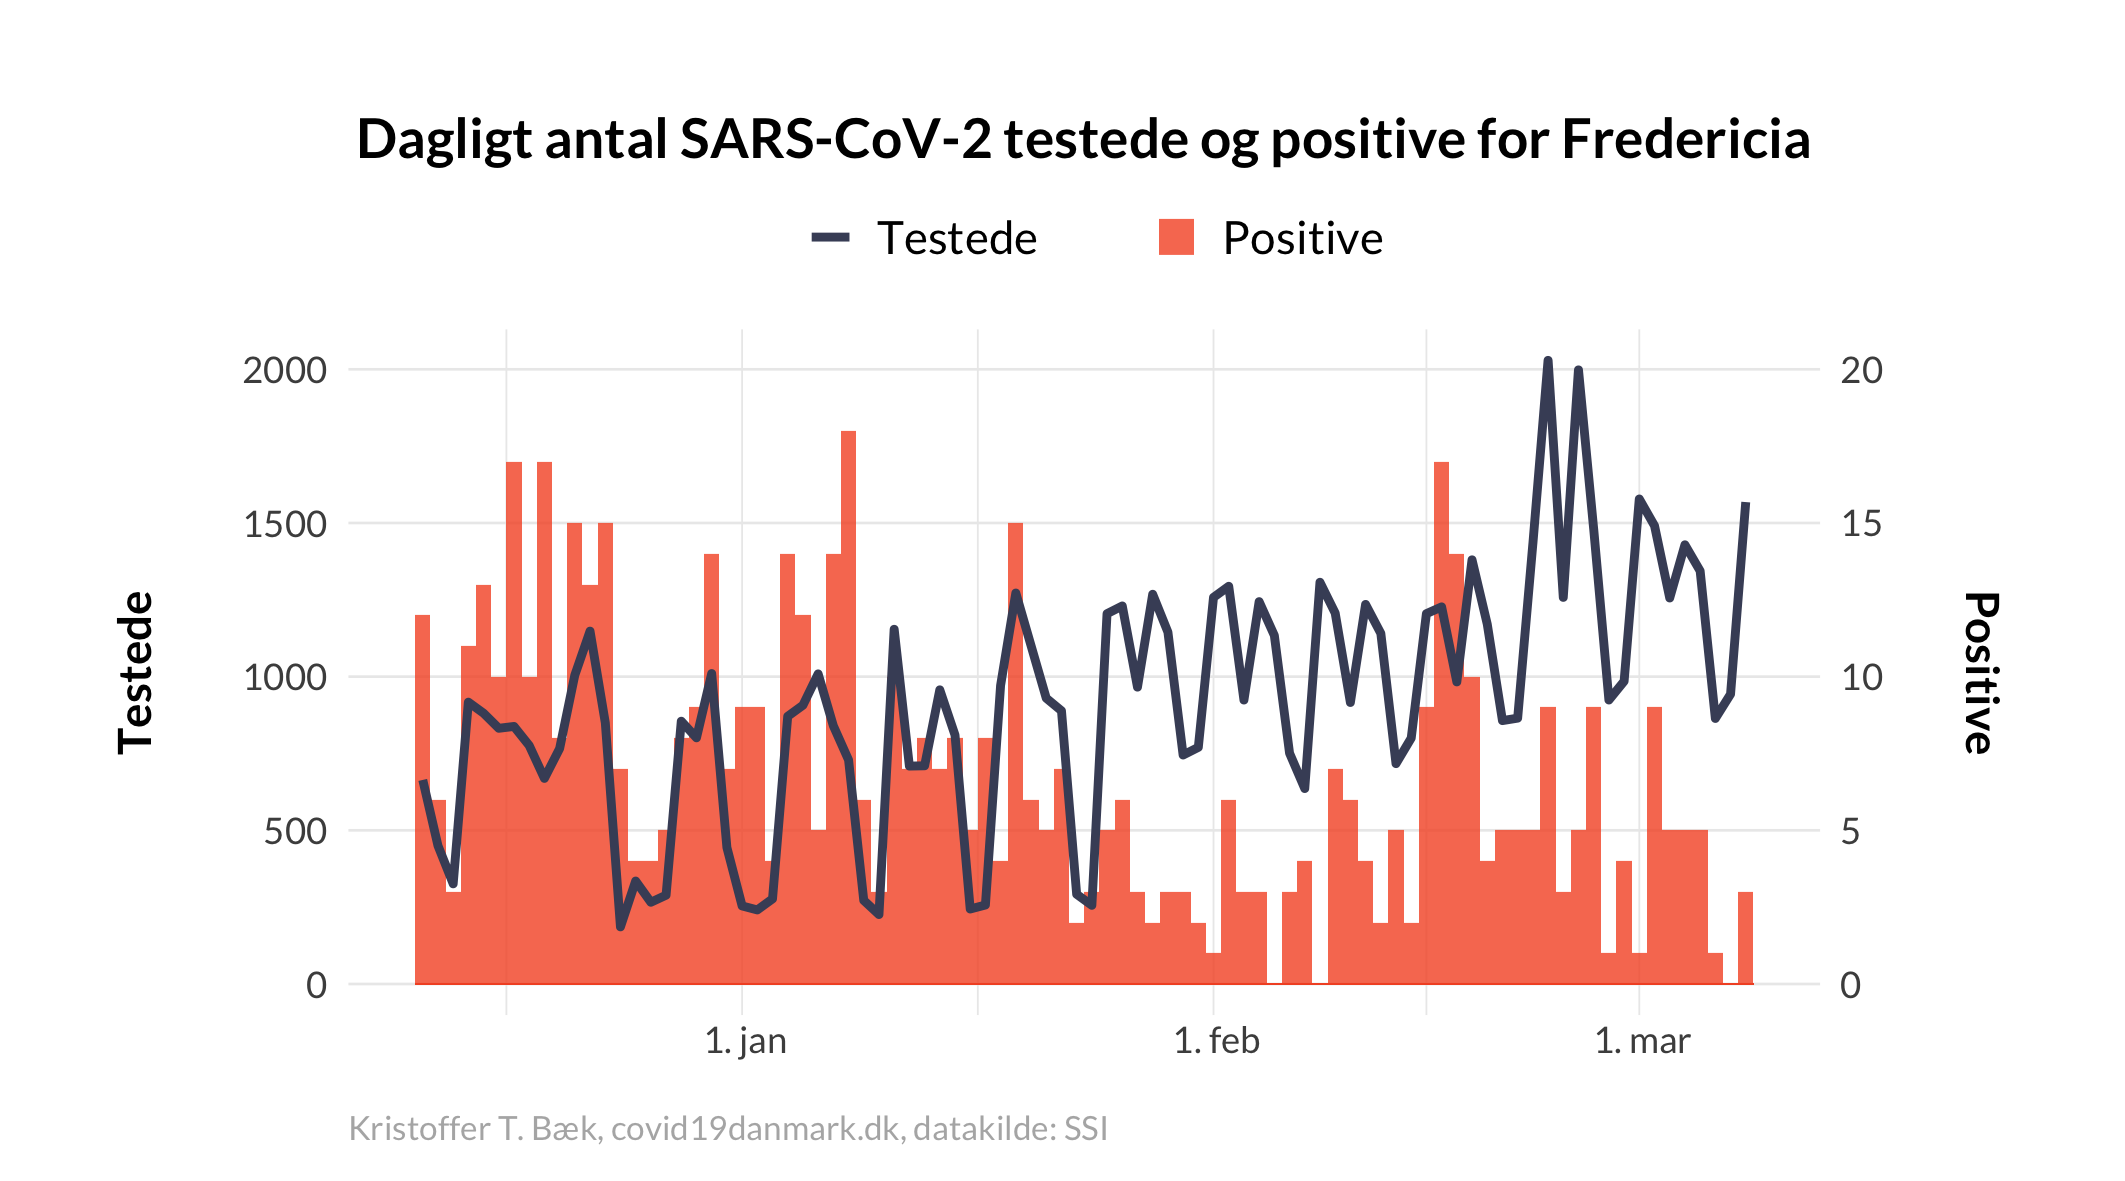 Dagligt antal SARS-CoV-2 testede og positive for Fredericia
Testede Positive
2000 20
1500 15
1000 10
500 5
0 0
Testede
Positive
1. jan 1. feb 1. mar
Kristoffer T. Bæk, covid19danmark.dk, datakilde: SSI